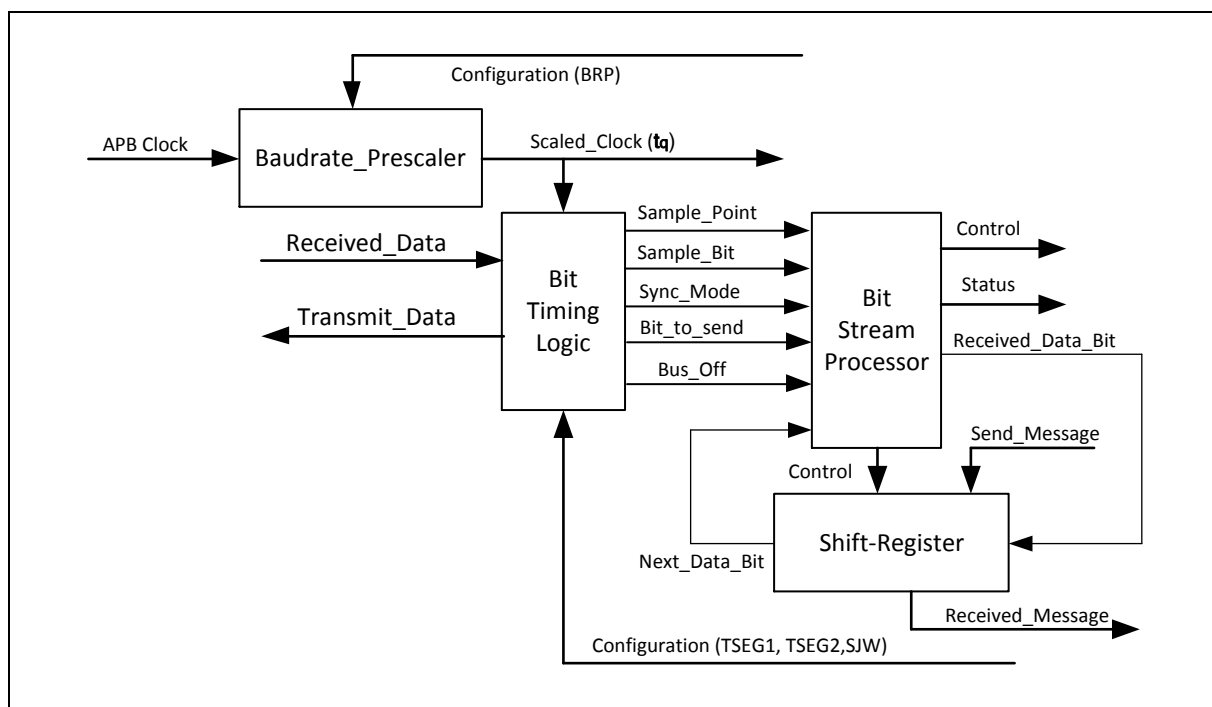 Configuration (BRP)
APB Clock
Baudrate_Prescaler
Scaled_Clock (tq)
Received_Data
Transmit_Data
Bit
Timing
Logic
Sample_Point
Sample_Bit
Sync_Mode
Bit_to_send
Bus_Off
Bit
Stream
Processor
Control
Status
Received_Data_Bit
Send_Message
Control
Shift-Register
Next_Data_Bit
Received_Message
Configuration (TSEG1, TSEG2,SJW)